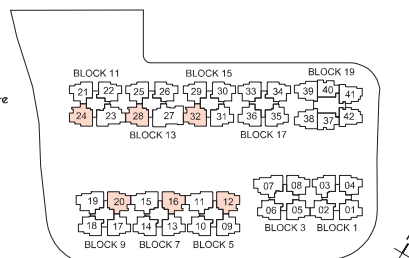 BLOCK 11 BLOCK 15 BLOCK 19
21 22 25 26 29 30 33 34 39 40 41
24 23 28 27 32 31 36 35 38 37 42
BLOCK 13 BLOCK 17
07 08 03 04
19 20 15 16 11 12
06 05 02 01
18 17 14 13 10 09
BLOCK 3 BLOCK 1
BLOCK 9 BLOCK 7 BLOCK 5